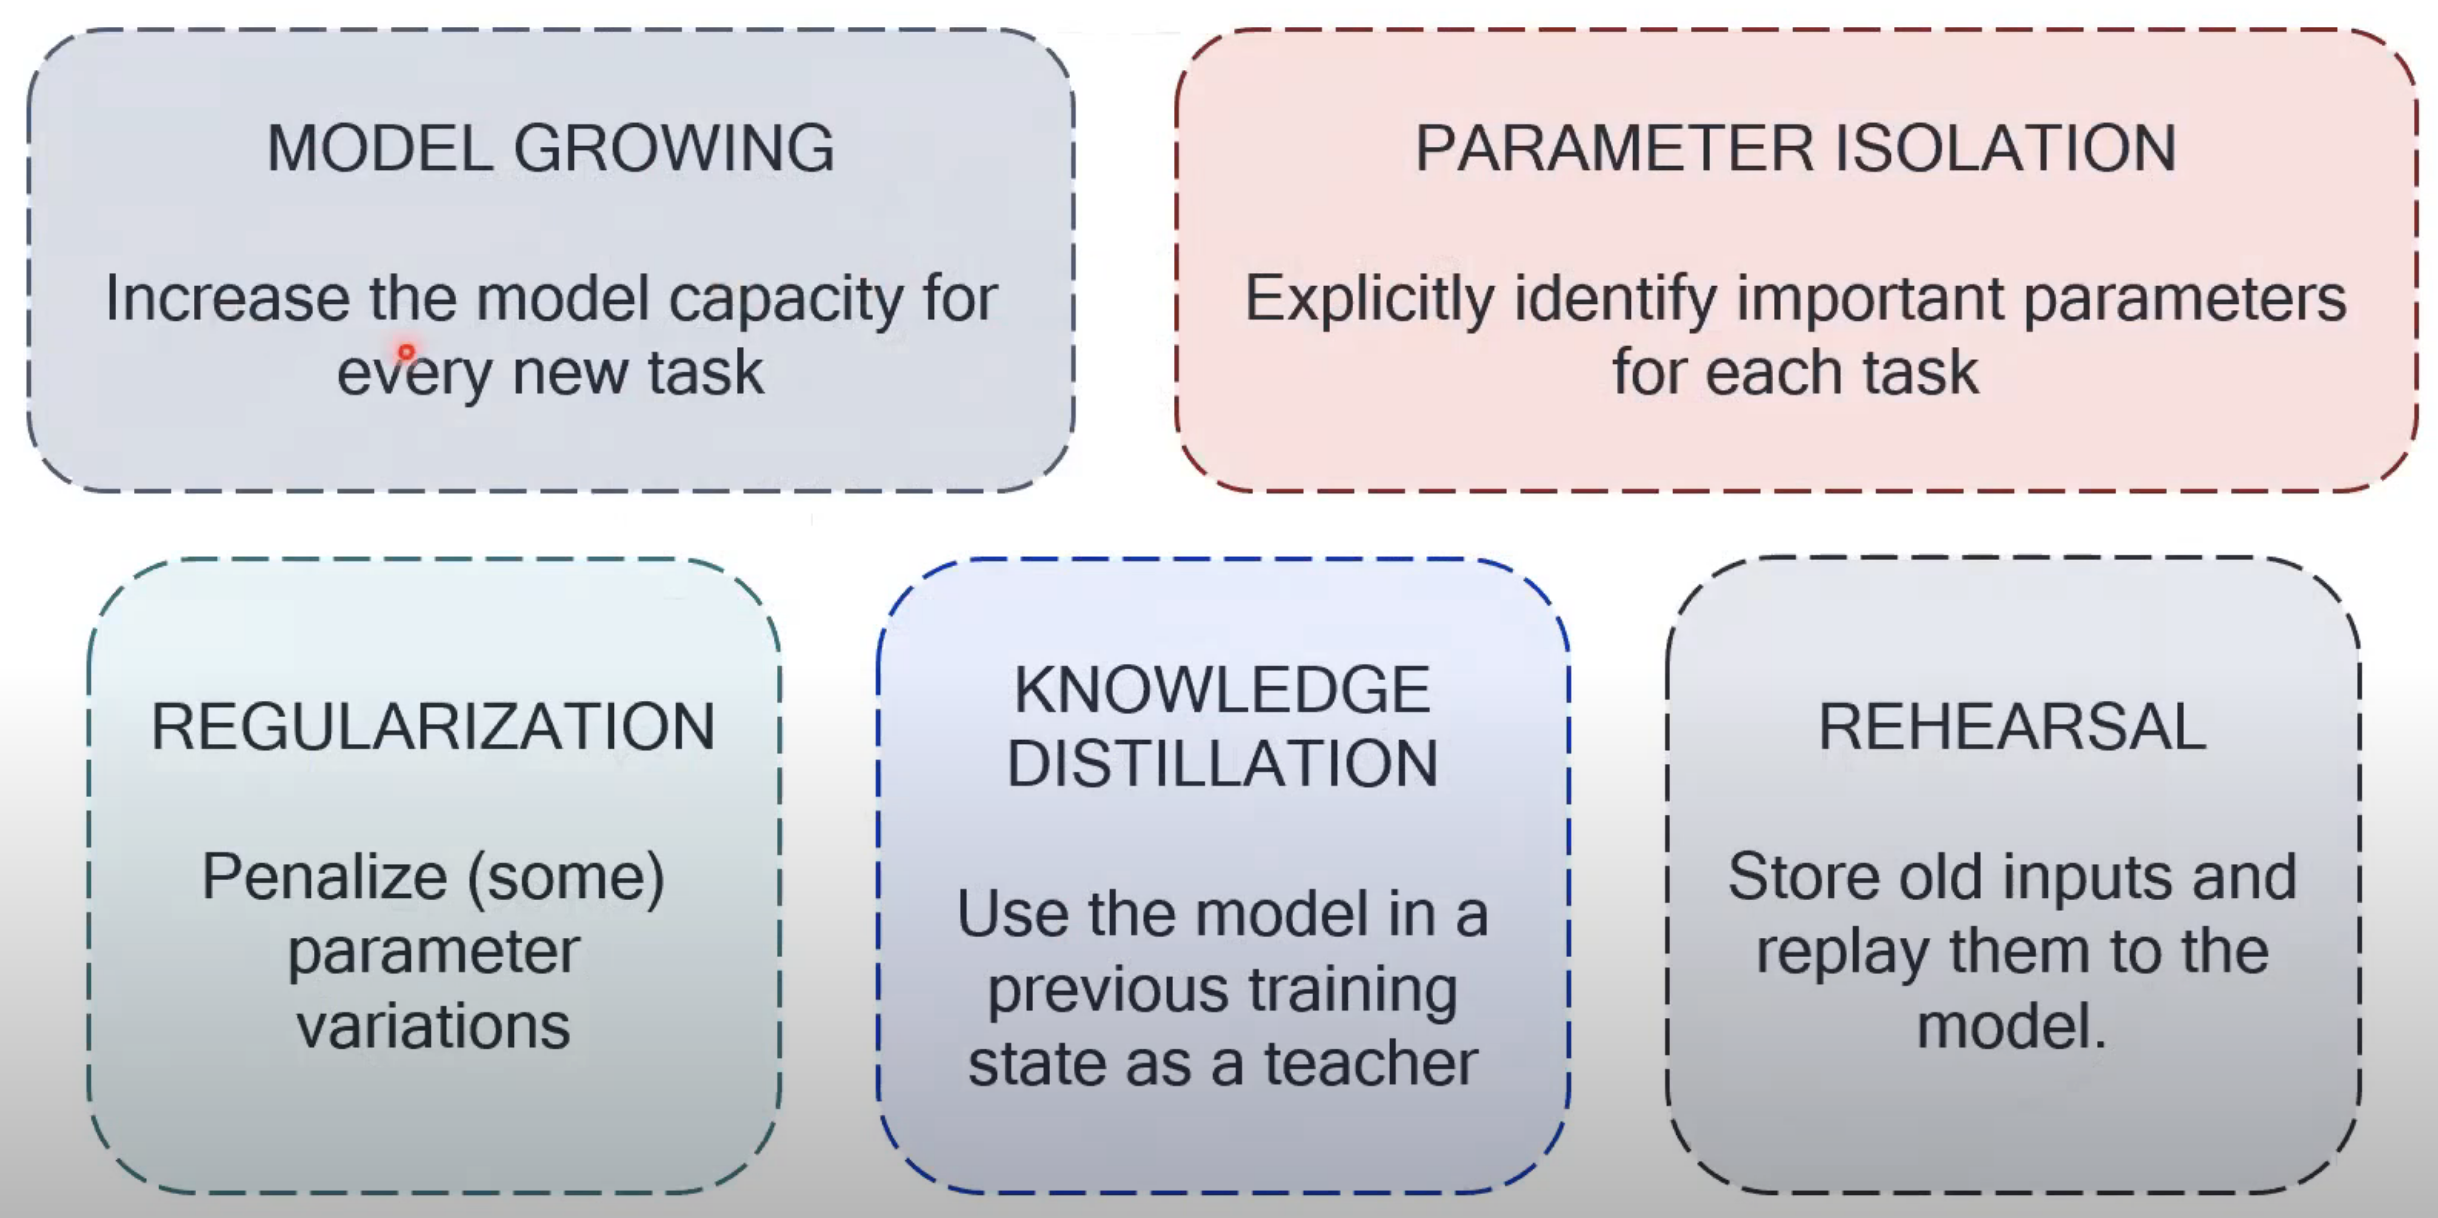 MODEL GROWING
Increase the model capacity for
every new task
PARAMETER ISOLATION
Explicitly identify important parameters
for each task
REGULARIZATION
Penalize (some)
parameter
variations
KNOWLEDGE
DISTILLATION
Use the model in a
previous training
state as a teacher
REHEARSAL
Store old inputs and
replay them to the
model.